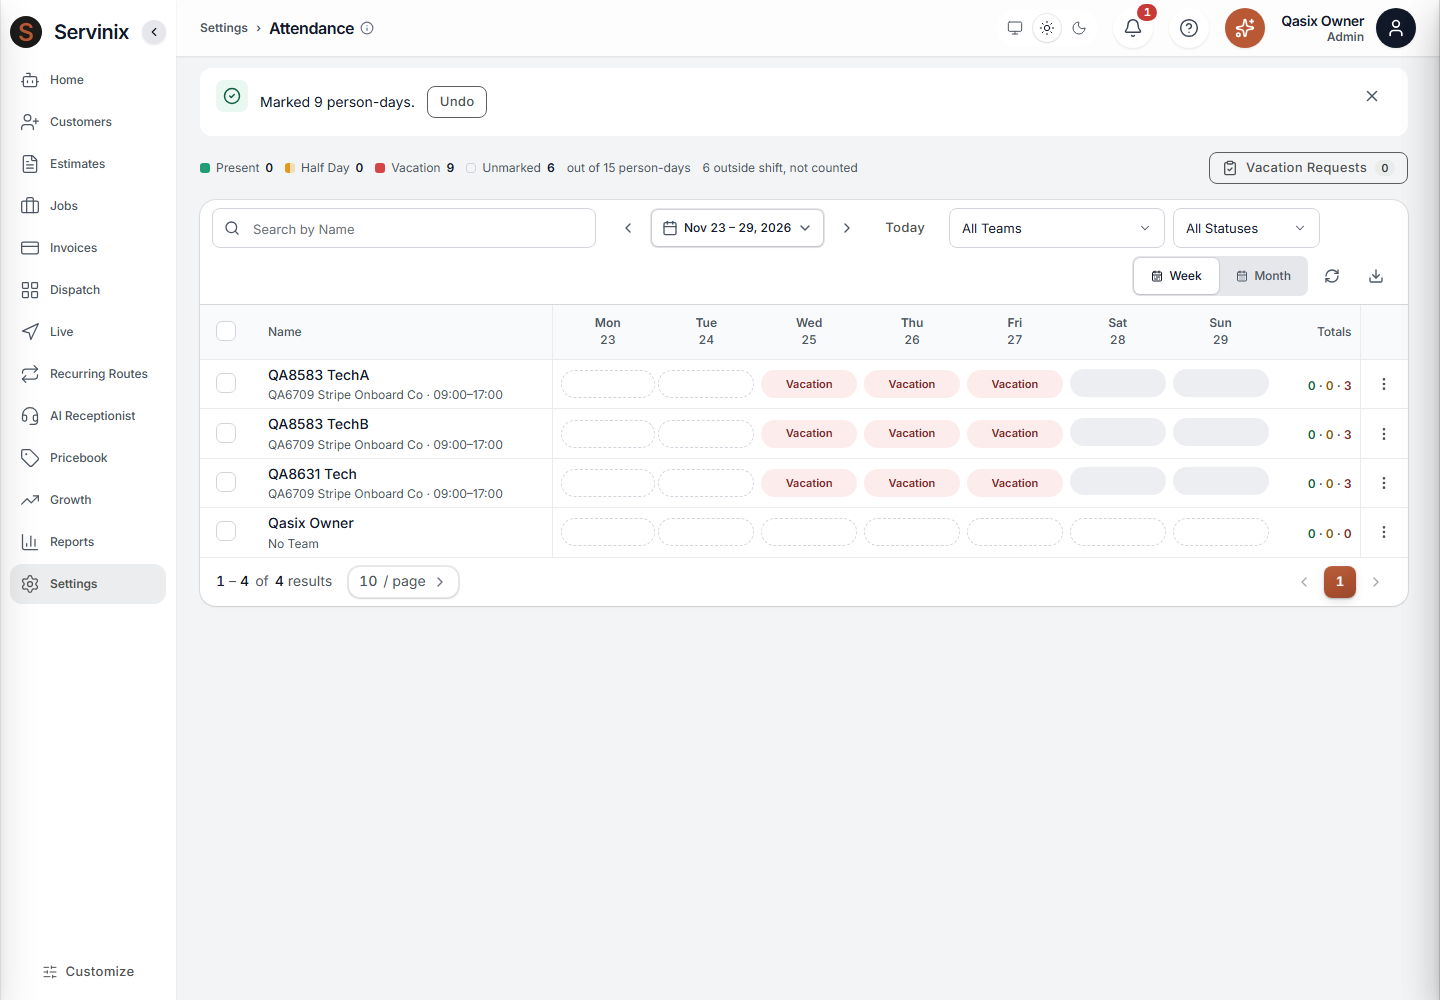 Servinix
Settings › Attendance
1
Qasix Owner
Admin
Home
Customers
Estimates
Jobs
Invoices
Dispatch
Live
Recurring Routes
AI Receptionist
Pricebook
Growth
Reports
Settings
Customize
Marked 9 person-days. Undo
Present 0 Half Day 0 Vacation 9 Unmarked 6 out of 15 person-days 6 outside shift, not counted
Vacation Requests 0
Search by Name
Nov 23 – 29, 2026
Today
All Teams
All Statuses
Week Month
Name Mon 23 Tue 24 Wed 25 Thu 26 Fri 27 Sat 28 Sun 29 Totals
QA8583 TechA
QA6709 Stripe Onboard Co · 09:00–17:00
Vacation Vacation Vacation 0 · 0 · 3
QA8583 TechB
QA6709 Stripe Onboard Co · 09:00–17:00
Vacation Vacation Vacation 0 · 0 · 3
QA8631 Tech
QA6709 Stripe Onboard Co · 09:00–17:00
Vacation Vacation Vacation 0 · 0 · 3
Qasix Owner
No Team
0 · 0 · 0
1 – 4 of 4 results 10 / page 1